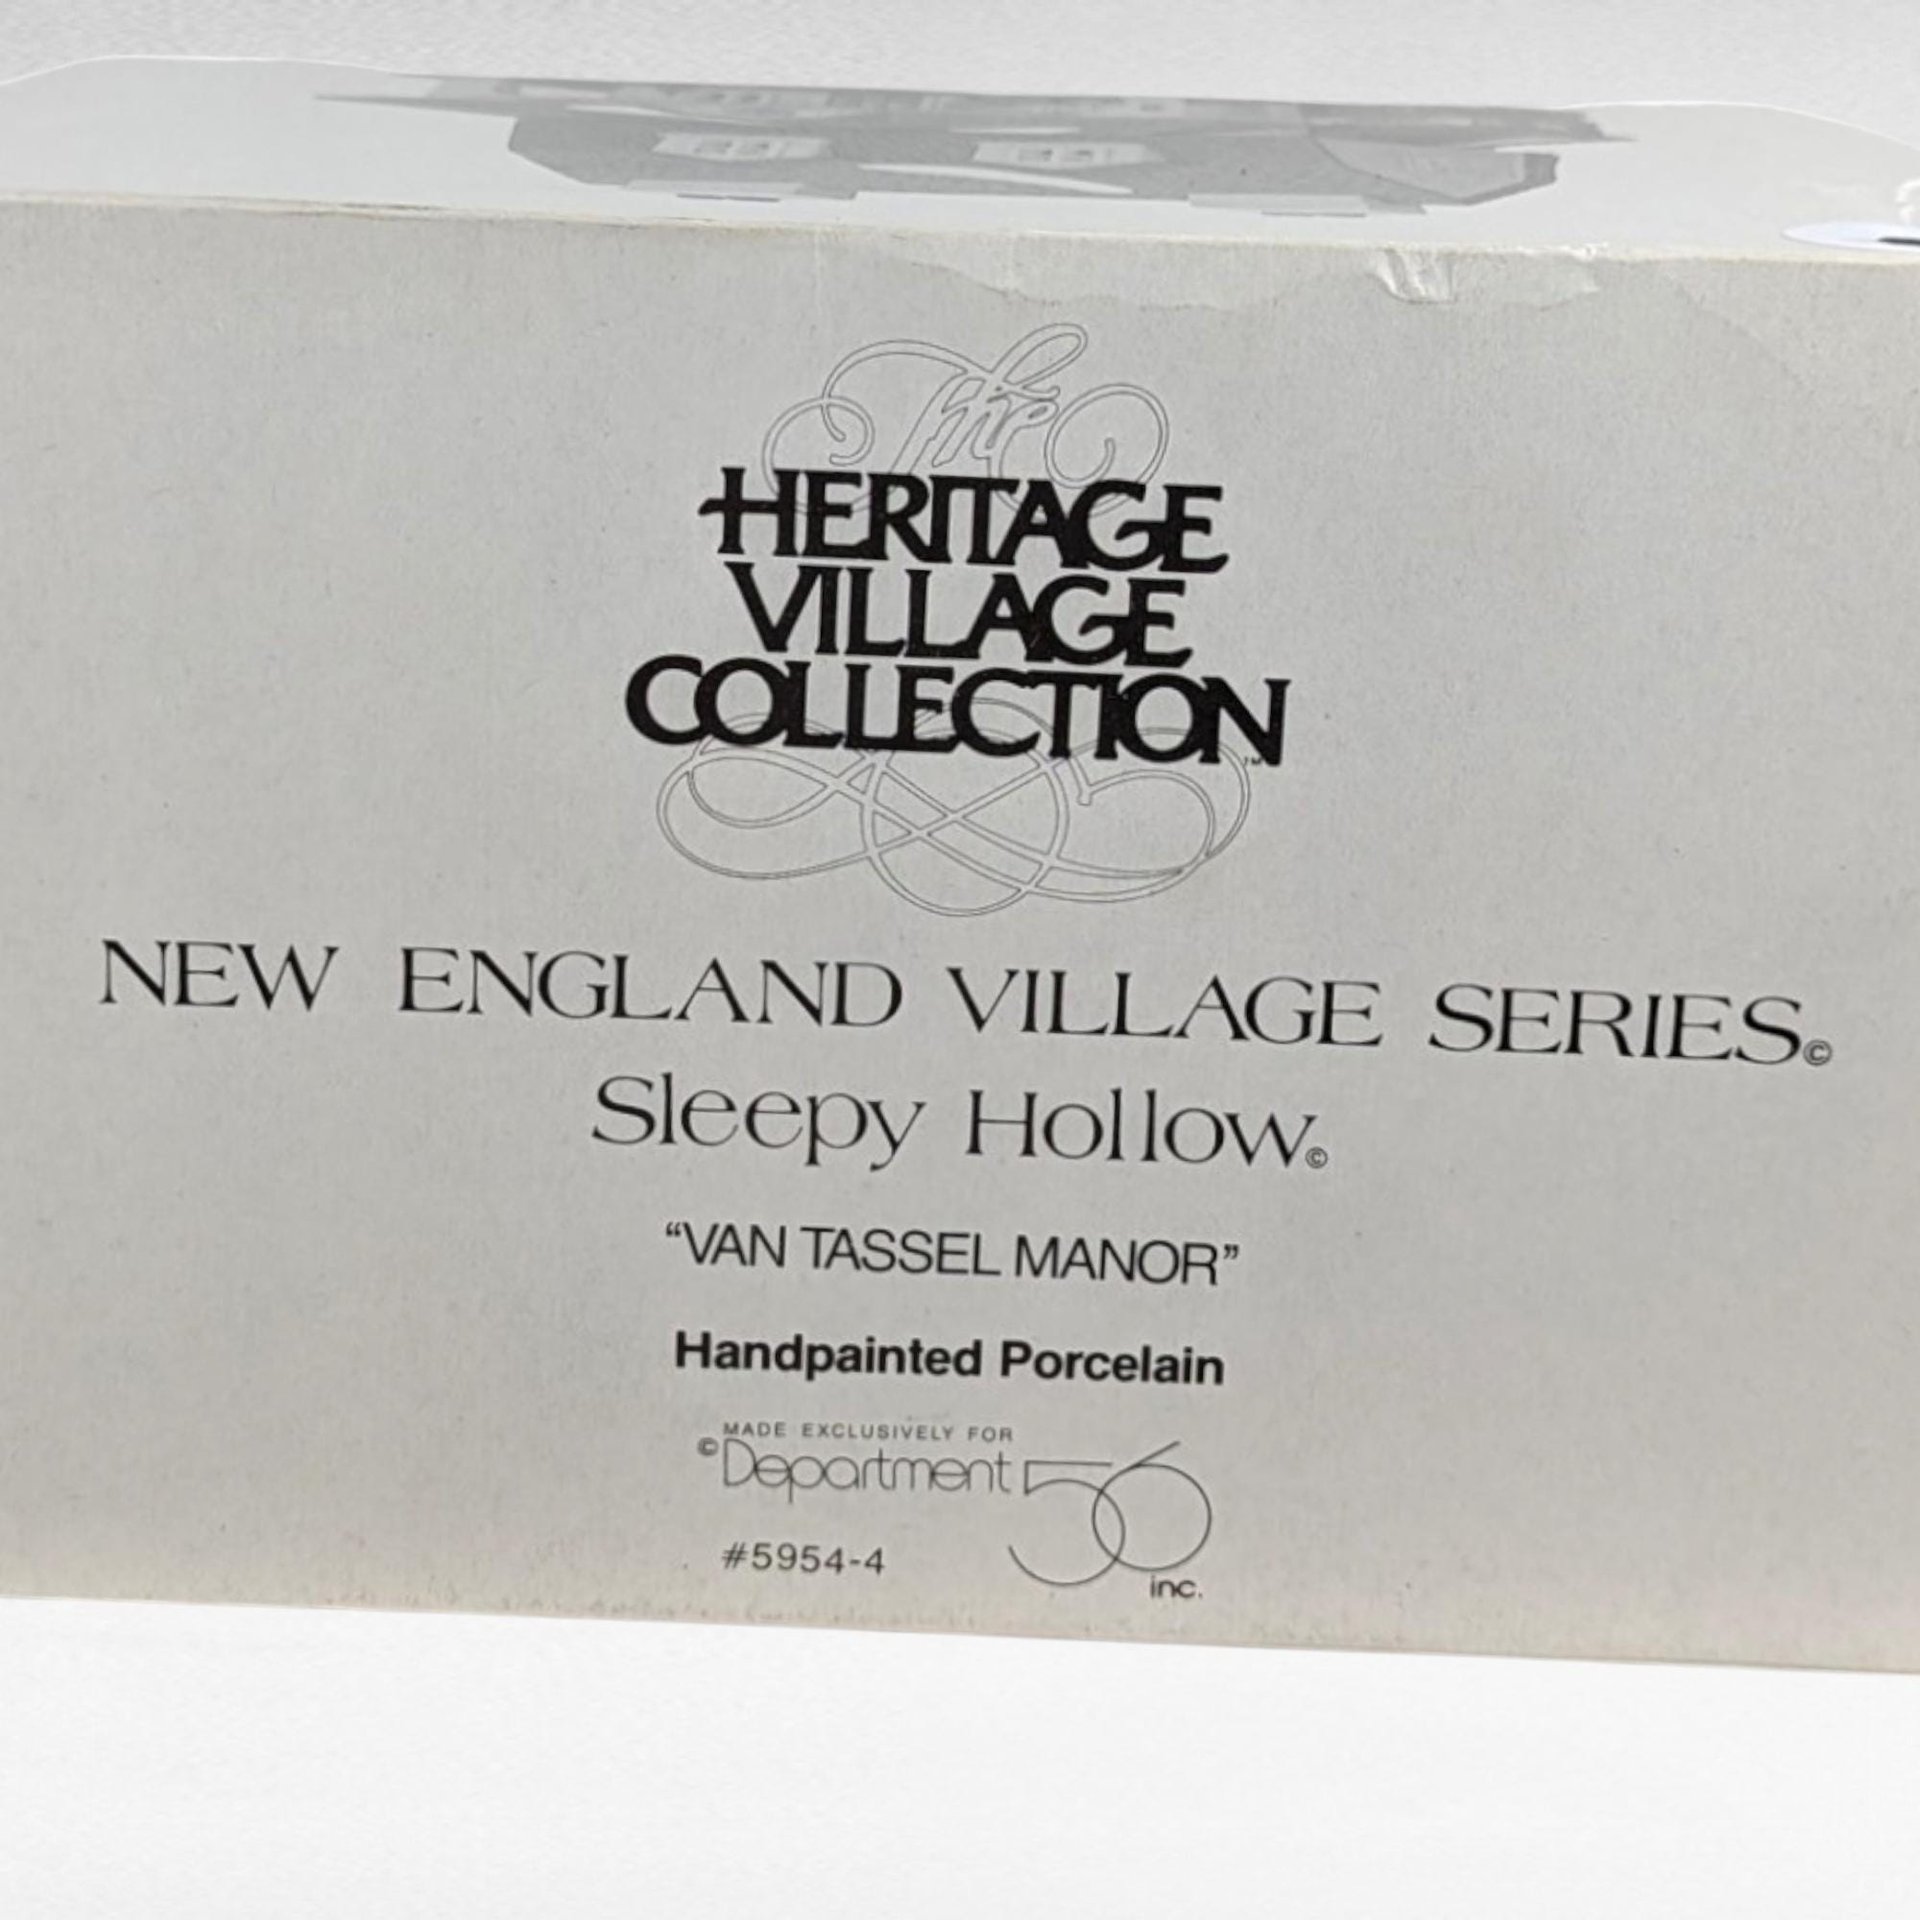 The
HERITAGE
VILLAGE
COLLECTION™
NEW ENGLAND VILLAGE SERIES©
Sleepy Hollow©
“VAN TASSEL MANOR”
Handpainted Porcelain
MADE EXCLUSIVELY FOR
©Department 56
#5954-4
inc.